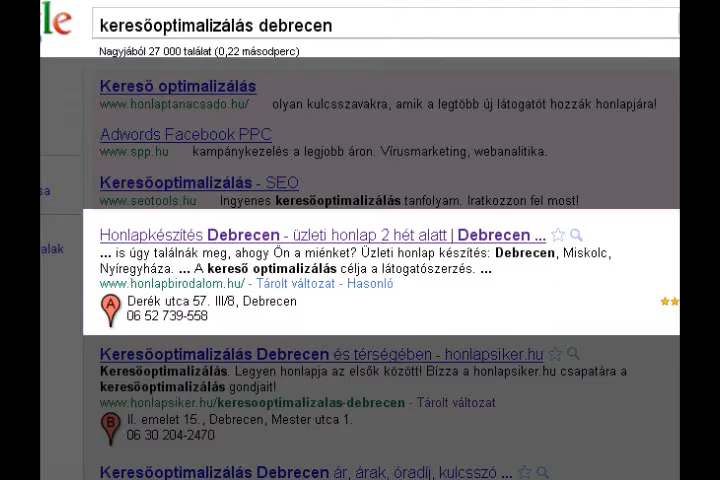 le
keresőoptimalizálás debrecen
Nagyjából 27 000 találat (0,22 másodperc)
Kereső optimalizálás
www.honlaptanacsado.hu/ olyan kulcsszavakra, amik a legtöbb új látogatót hozzák honlapjára!
Adwords Facebook PPC
www.spp.hu kampánykezelés a legjobb áron. Vírusmarketing, webanalitika.
Keresőoptimalizálás - SEO
www.seotools.hu Ingyenes keresőoptimalizálás tanfolyam. Iratkozzon fel most!
sa
Honlapkészítés Debrecen - üzleti honlap 2 hét alatt | Debrecen ...
alak
... is úgy találnák meg, ahogy Ön a miénket? Üzleti honlap készítés: Debrecen, Miskolc,
Nyíregyháza. ... A kereső optimalizálás célja a látogatószerzés. ...
www.honlapbirodalom.hu/ - Tárolt változat - Hasonló
A
Derék utca 57. III/8, Debrecen
06 52 739-558
Keresőoptimalizálás Debrecen és térségében - honlapsiker.hu
Keresőoptimalizálás. Legyen honlapja az elsők között! Bízza a honlapsiker.hu csapatára a
keresőoptimalizálás gondjait!
www.honlapsiker.hu/keresooptimalizalas-debrecen - Tárolt változat
B
II. emelet 15., Debrecen, Mester utca 1.
06 30 204-2470
Keresőoptimalizálás Debrecen ár, árak, óradíj, kulcsszó ...